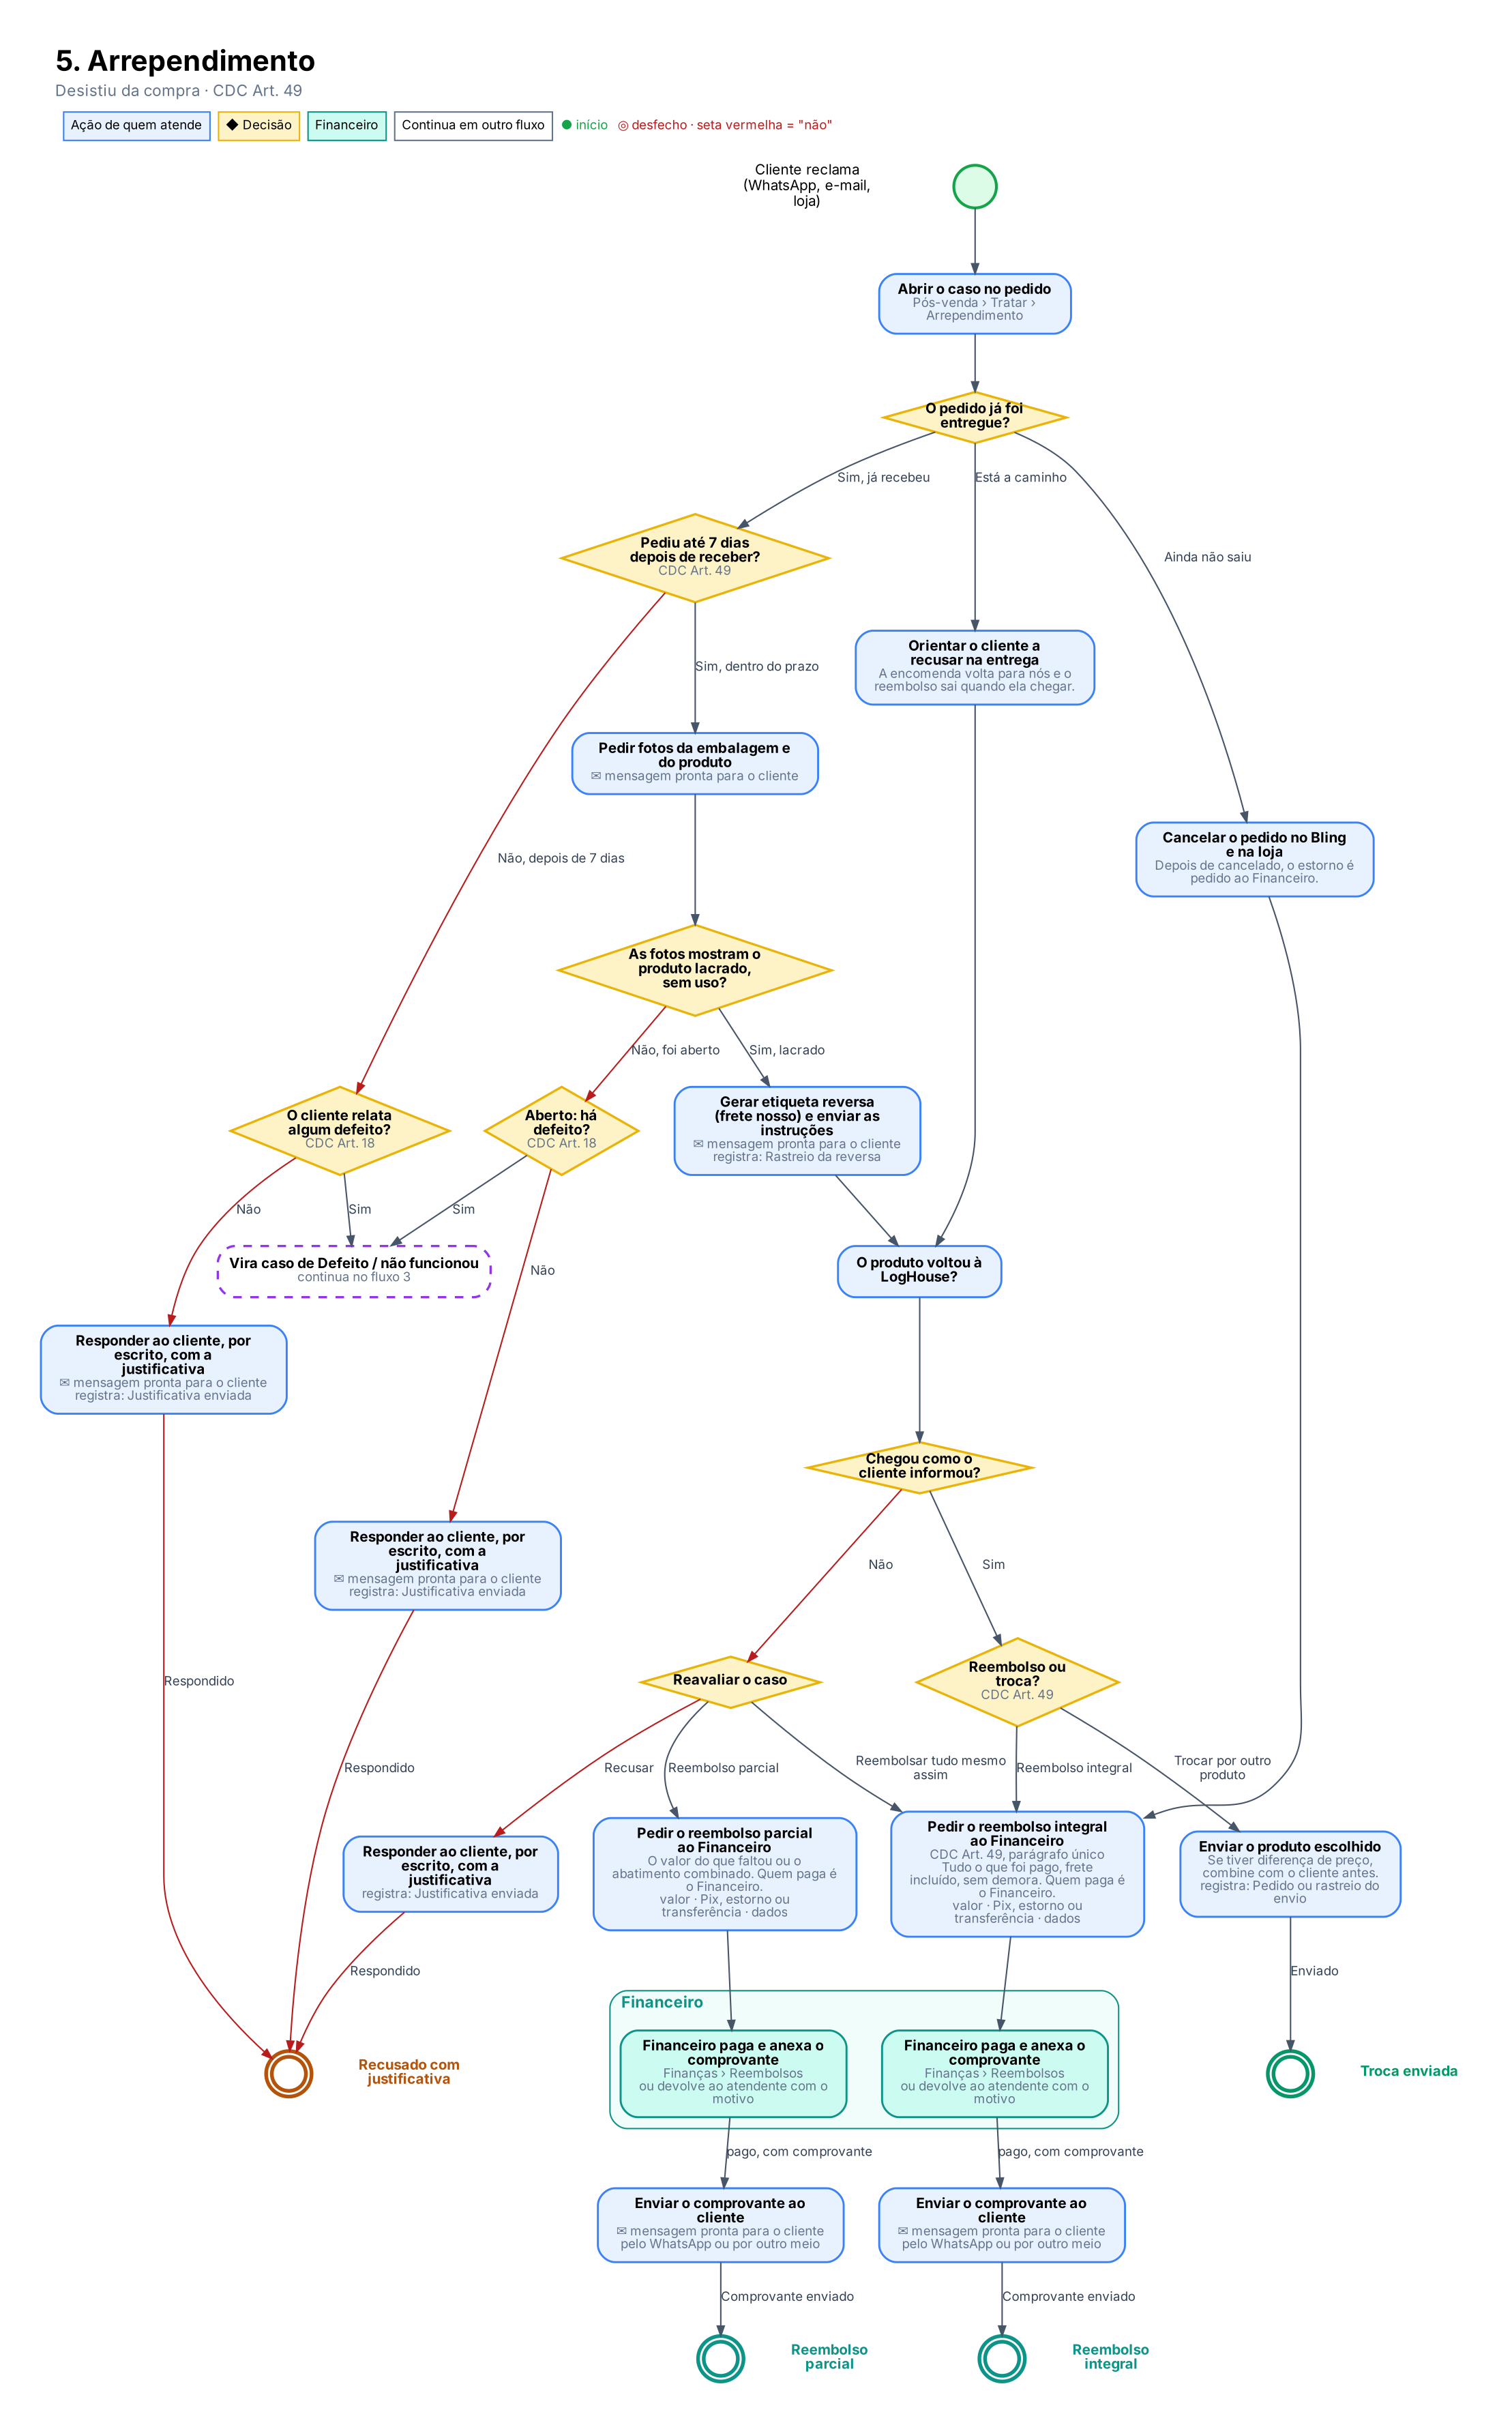 5. Arrependimento
Desistiu da compra · CDC Art. 49
Ação de quem atende
◆ Decisão
Financeiro
Continua em outro fluxo
● início
◎ desfecho · seta vermelha = "não"
Cliente reclama
(WhatsApp, e-mail,
loja)
Abrir o caso no pedido
Pós-venda › Tratar ›
Arrependimento
O pedido já foi
entregue?
Sim, já recebeu
Está a caminho
Ainda não saiu
Pediu até 7 dias
depois de receber?
CDC Art. 49
Orientar o cliente a
recusar na entrega
A encomenda volta para nós e o
reembolso sai quando ela chegar.
Sim, dentro do prazo
Pedir fotos da embalagem e
do produto
✉ mensagem pronta para o cliente
Não, depois de 7 dias
Cancelar o pedido no Bling
e na loja
Depois de cancelado, o estorno é
pedido ao Financeiro.
As fotos mostram o
produto lacrado,
sem uso?
Não, foi aberto
Sim, lacrado
O cliente relata
algum defeito?
CDC Art. 18
Aberto: há
defeito?
CDC Art. 18
Gerar etiqueta reversa
(frete nosso) e enviar as
instruções
✉ mensagem pronta para o cliente
registra: Rastreio da reversa
Não
Sim
Sim
Não
Vira caso de Defeito / não funcionou
continua no fluxo 3
O produto voltou à
LogHouse?
Responder ao cliente, por
escrito, com a
justificativa
✉ mensagem pronta para o cliente
registra: Justificativa enviada
Chegou como o
cliente informou?
Responder ao cliente, por
escrito, com a
justificativa
✉ mensagem pronta para o cliente
registra: Justificativa enviada
Não
Sim
Respondido
Reavaliar o caso
Reembolso ou
troca?
CDC Art. 49
Respondido
Recusar
Reembolso parcial
Reembolsar tudo mesmo
assim
Reembolso integral
Trocar por outro
produto
Responder ao cliente, por
escrito, com a
justificativa
registra: Justificativa enviada
Pedir o reembolso parcial
ao Financeiro
O valor do que faltou ou o
abatimento combinado. Quem paga é
o Financeiro.
valor · Pix, estorno ou
transferência · dados
Pedir o reembolso integral
ao Financeiro
CDC Art. 49, parágrafo único
Tudo o que foi pago, frete
incluído, sem demora. Quem paga é
o Financeiro.
valor · Pix, estorno ou
transferência · dados
Enviar o produto escolhido
Se tiver diferença de preço,
combine com o cliente antes.
registra: Pedido ou rastreio do
envio
Respondido
Enviado
Financeiro
Financeiro paga e anexa o
comprovante
Finanças › Reembolsos
ou devolve ao atendente com o
motivo
Financeiro paga e anexa o
comprovante
Finanças › Reembolsos
ou devolve ao atendente com o
motivo
Recusado com
justificativa
Troca enviada
pago, com comprovante
pago, com comprovante
Enviar o comprovante ao
cliente
✉ mensagem pronta para o cliente
pelo WhatsApp ou por outro meio
Enviar o comprovante ao
cliente
✉ mensagem pronta para o cliente
pelo WhatsApp ou por outro meio
Comprovante enviado
Comprovante enviado
Reembolso
parcial
Reembolso
integral